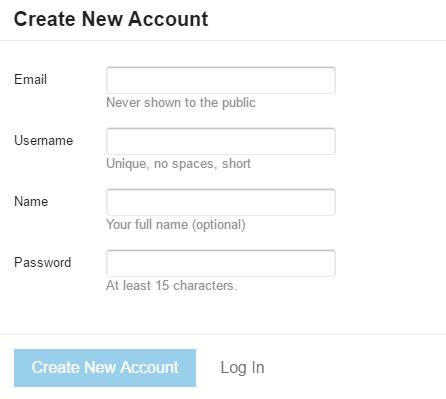 Create New Account
Email
Never shown to the public
Username
Unique, no spaces, short
Name
Your full name (optional)
Password
At least 15 characters.
Create New Account Log In